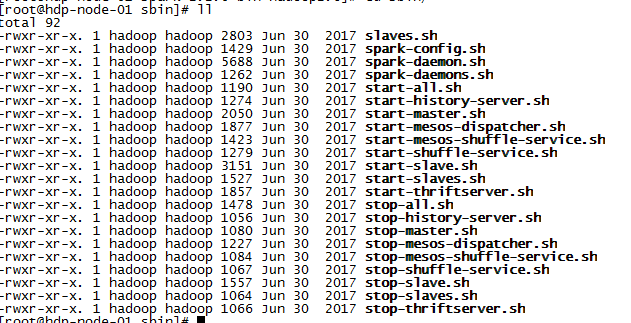 [root@hdp-node-01 sbin]# ll
total 92
-rwxr-xr-x. 1 hadoop hadoop 2803 Jun 30  2017 slaves.sh
-rwxr-xr-x. 1 hadoop hadoop 1429 Jun 30  2017 spark-config.sh
-rwxr-xr-x. 1 hadoop hadoop 5688 Jun 30  2017 spark-daemon.sh
-rwxr-xr-x. 1 hadoop hadoop 1262 Jun 30  2017 spark-daemons.sh
-rwxr-xr-x. 1 hadoop hadoop 1190 Jun 30  2017 start-all.sh
-rwxr-xr-x. 1 hadoop hadoop 1274 Jun 30  2017 start-history-server.sh
-rwxr-xr-x. 1 hadoop hadoop 2050 Jun 30  2017 start-master.sh
-rwxr-xr-x. 1 hadoop hadoop 1877 Jun 30  2017 start-mesos-dispatcher.sh
-rwxr-xr-x. 1 hadoop hadoop 1423 Jun 30  2017 start-mesos-shuffle-service.sh
-rwxr-xr-x. 1 hadoop hadoop 1279 Jun 30  2017 start-shuffle-service.sh
-rwxr-xr-x. 1 hadoop hadoop 3151 Jun 30  2017 start-slave.sh
-rwxr-xr-x. 1 hadoop hadoop 1527 Jun 30  2017 start-slaves.sh
-rwxr-xr-x. 1 hadoop hadoop 1857 Jun 30  2017 start-thriftserver.sh
-rwxr-xr-x. 1 hadoop hadoop 1478 Jun 30  2017 stop-all.sh
-rwxr-xr-x. 1 hadoop hadoop 1056 Jun 30  2017 stop-history-server.sh
-rwxr-xr-x. 1 hadoop hadoop 1080 Jun 30  2017 stop-master.sh
-rwxr-xr-x. 1 hadoop hadoop 1227 Jun 30  2017 stop-mesos-dispatcher.sh
-rwxr-xr-x. 1 hadoop hadoop 1084 Jun 30  2017 stop-mesos-shuffle-service.sh
-rwxr-xr-x. 1 hadoop hadoop 1067 Jun 30  2017 stop-shuffle-service.sh
-rwxr-xr-x. 1 hadoop hadoop 1557 Jun 30  2017 stop-slave.sh
-rwxr-xr-x. 1 hadoop hadoop 1064 Jun 30  2017 stop-slaves.sh
-rwxr-xr-x. 1 hadoop hadoop 1066 Jun 30  2017 stop-thriftserver.sh
[root@hdp-node-01 sbin]#